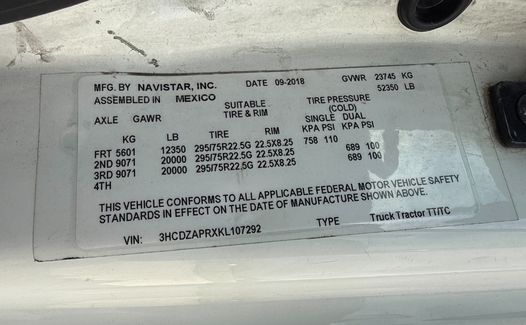 MFG. BY NAVISTAR, INC. DATE 09-2018 GVWR 23745 KG
52350 LB
ASSEMBLED IN MEXICO
SUITABLE TIRE PRESSURE
TIRE & RIM (COLD)
AXLE GAWR SINGLE DUAL
KG LB TIRE RIM KPA PSI KPA PSI
FRT 5601 12350 295/75R22.5G 22.5X8.25 758 110
2ND 9071 20000 295/75R22.5G 22.5X8.25 689 100
3RD 9071 20000 295/75R22.5G 22.5X8.25 689 100
4TH
THIS VEHICLE CONFORMS TO ALL APPLICABLE FEDERAL MOTOR VEHICLE SAFETY
STANDARDS IN EFFECT ON THE DATE OF MANUFACTURE SHOWN ABOVE.
VIN: 3HCDZAPRXKL107292 TYPE Truck Tractor TT/TC